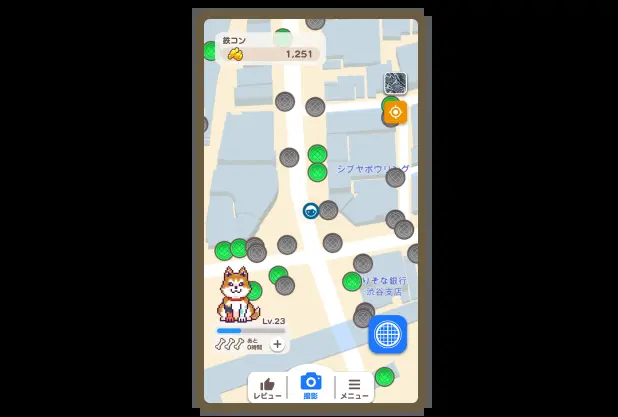 鉄コン
1,251
シブヤボウリング
りそな銀行
渋谷支店
Lv.23
あと
0時間
レビュー
撮影
メニュー